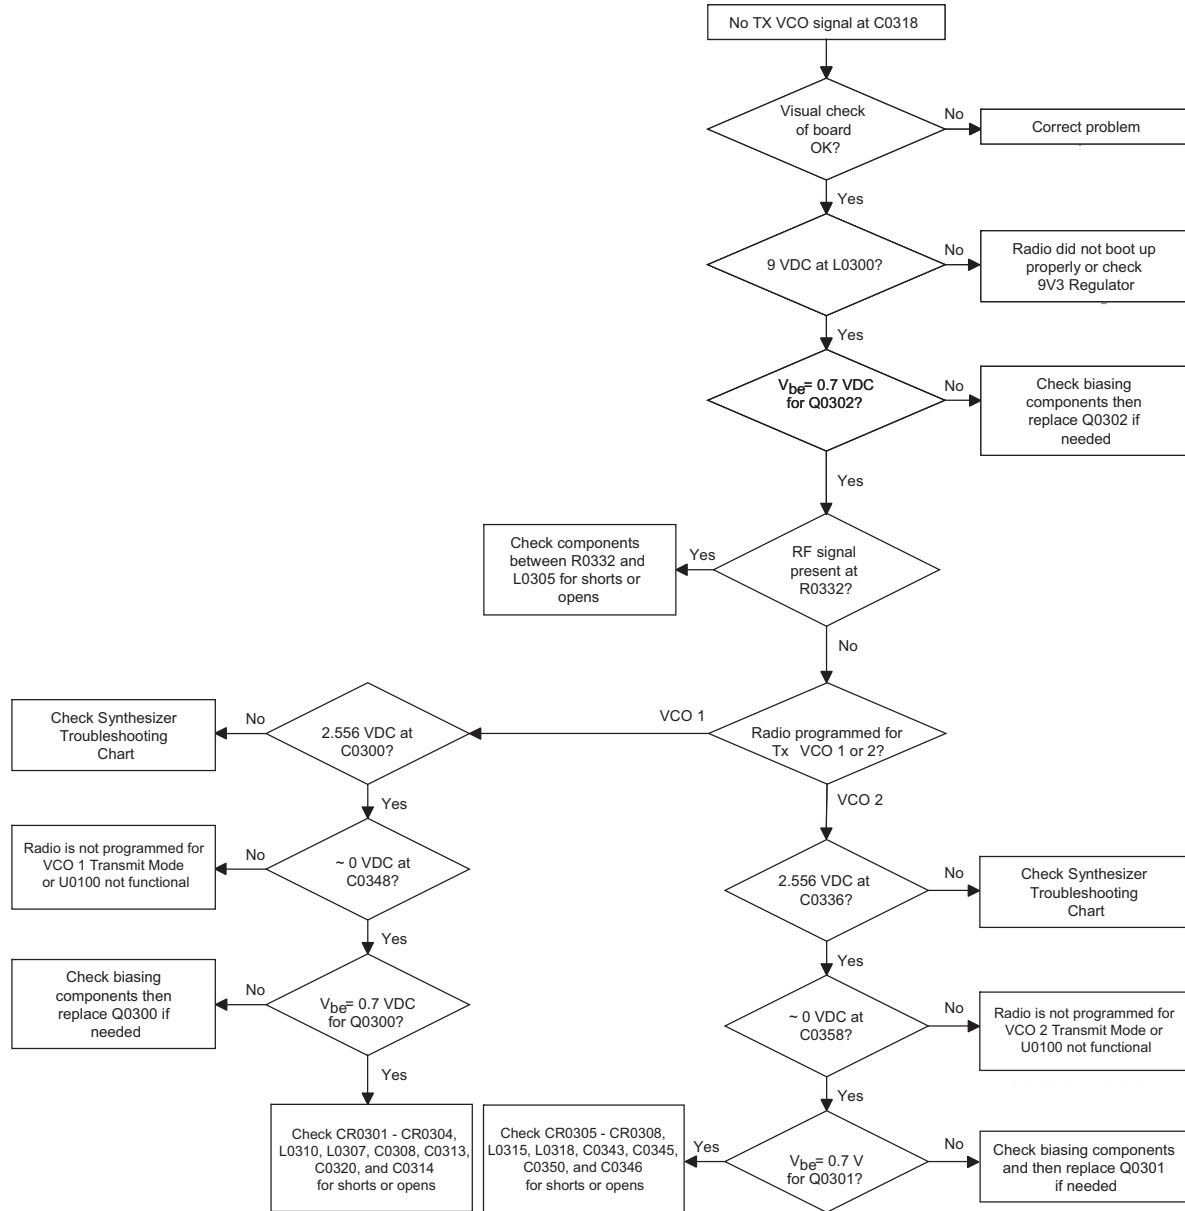 No TX VCO signal at C0318
Visual check
of board
OK?
No
Correct problem
Yes
9 VDC at L0300?
No
Radio did not boot up
properly or check
9V3 Regulator
Yes
Vbe= 0.7 VDC
for Q0302?
No
Check biasing
components then
replace Q0302 if
needed
Yes
Check components
between R0332 and
L0305 for shorts or
opens
Yes
RF signal
present at
R0332?
No
Check Synthesizer
Troubleshooting
Chart
No
2.556 VDC at
C0300?
VCO 1
Radio programmed for
Tx VCO 1 or 2?
Yes
VCO 2
Radio is not programmed for
VCO 1 Transmit Mode
or U0100 not functional
No
~ 0 VDC at
C0348?
2.556 VDC at
C0336?
No
Check Synthesizer
Troubleshooting
Chart
Yes
Yes
Check biasing
components then
replace Q0300 if
needed
No
Vbe= 0.7 VDC
for Q0300?
~ 0 VDC at
C0358?
No
Radio is not programmed for
VCO 2 Transmit Mode or
U0100 not functional
Yes
Yes
Check CR0301 - CR0304,
L0310, L0307, C0308, C0313,
C0320, and C0314
for shorts or opens
Check CR0305 - CR0308,
L0315, L0318, C0343, C0345,
C0350, and C0346
for shorts or opens
Yes
Vbe= 0.7 V
for Q0301?
No
Check biasing components
and then replace Q0301
if needed